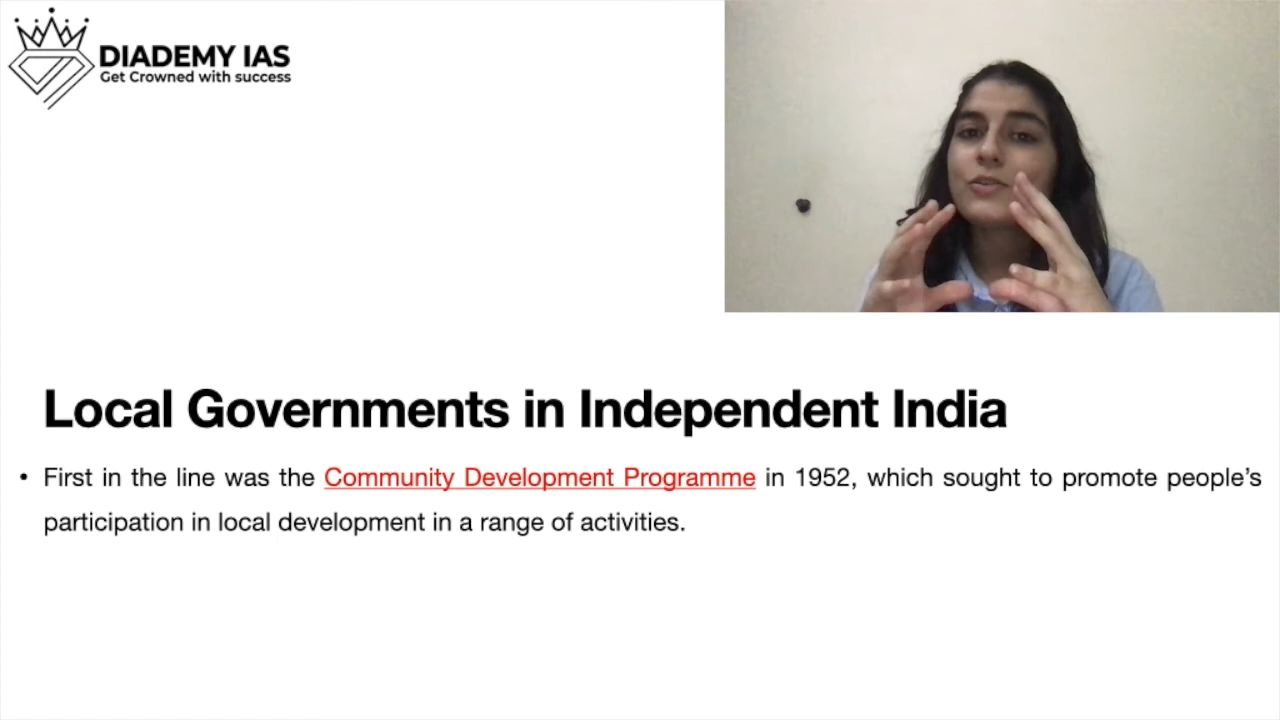 DIADEMY IAS
Get Crowned with success
Local Governments in Independent India
• First in the line was the Community Development Programme in 1952, which sought to promote people’s
participation in local development in a range of activities.